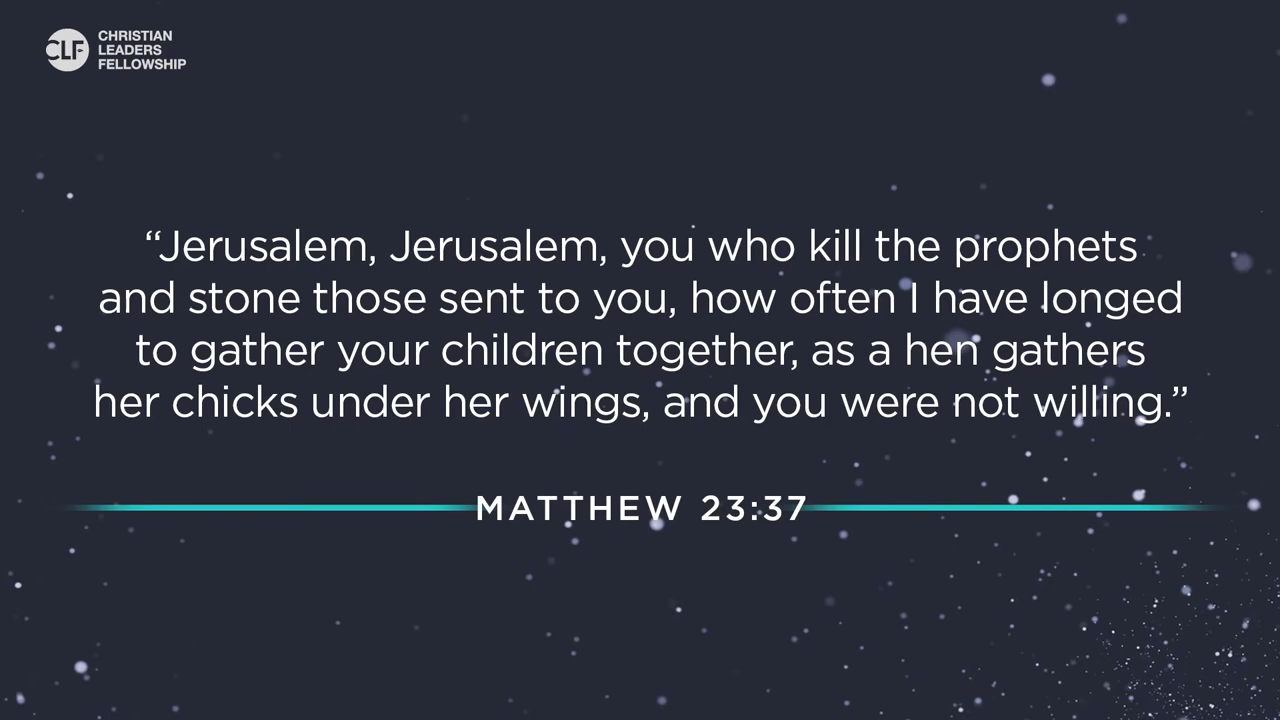 CLF
CHRISTIAN
LEADERS
FELLOWSHIP
“Jerusalem, Jerusalem, you who kill the prophets
and stone those sent to you, how often I have longed
to gather your children together, as a hen gathers
her chicks under her wings, and you were not willing.”
MATTHEW 23:37